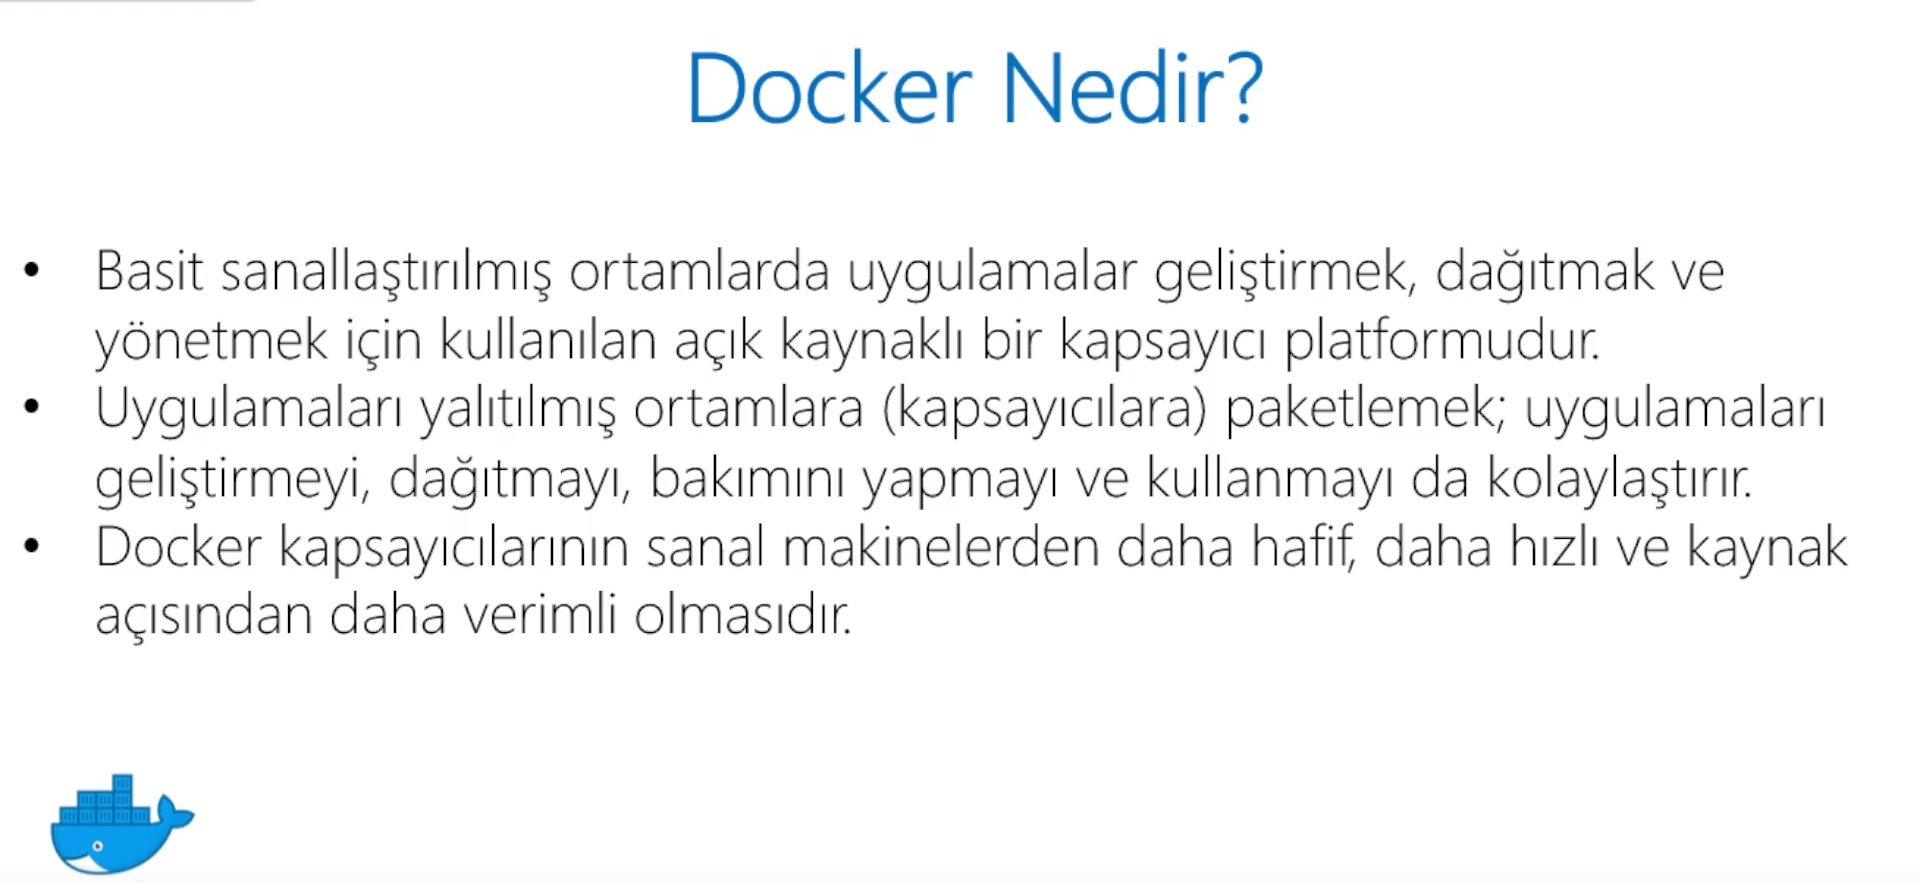 Docker Nedir?
• Basit sanallaştırılmış ortamlarda uygulamalar geliştirmek, dağıtmak ve
yönetmek için kullanılan açık kaynaklı bir kapsayıcı platformudur.
• Uygulamaları yalıtılmış ortamlara (kapsayıcılara) paketlemek; uygulamaları
geliştirmeyi, dağıtmayı, bakımını yapmayı ve kullanmayı da kolaylaştırır.
• Docker kapsayıcılarının sanal makinelerden daha hafif, daha hızlı ve kaynak
açısından daha verimli olmasıdır.